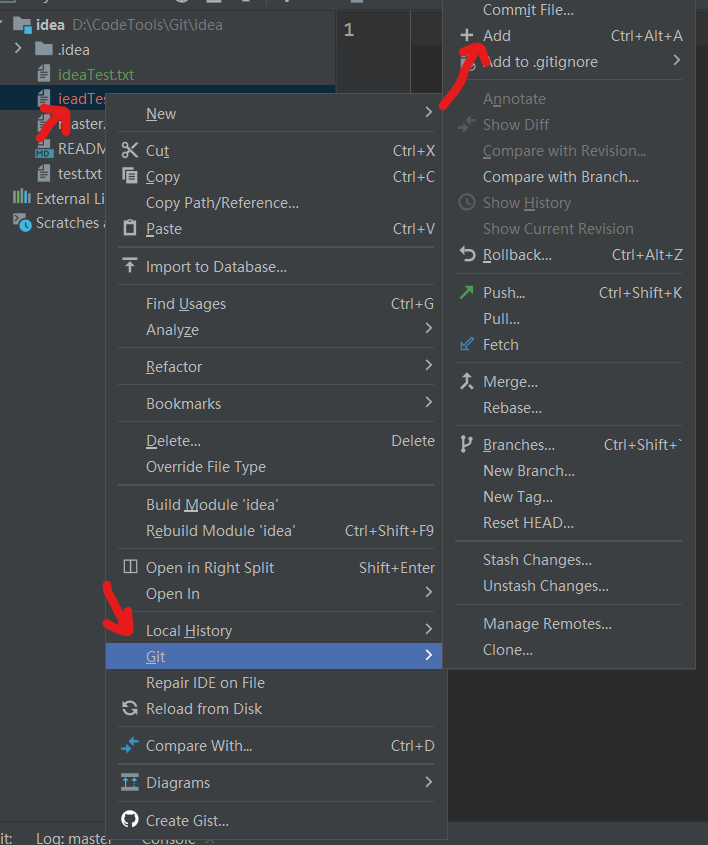 idea D:\CodeTools\Git\idea
.idea
ideaTest.txt
ieadTes
master.
READM
test.txt
External Li
Scratches a
1
New
Cut Ctrl+X
Copy Ctrl+C
Copy Path/Reference...
Paste Ctrl+V
Import to Database...
Find Usages Ctrl+G
Analyze
Refactor
Bookmarks
Delete... Delete
Override File Type
Build Module 'idea'
Rebuild Module 'idea' Ctrl+Shift+F9
Open in Right Split Shift+Enter
Open In
Local History
Git
Repair IDE on File
Reload from Disk
Compare With... Ctrl+D
Diagrams
Create Gist...
Commit File...
Add Ctrl+Alt+A
Add to .gitignore
Annotate
Show Diff
Compare with Revision...
Compare with Branch...
Show History
Show Current Revision
Rollback... Ctrl+Alt+Z
Push... Ctrl+Shift+K
Pull...
Fetch
Merge...
Rebase...
Branches... Ctrl+Shift+`
New Branch...
New Tag...
Reset HEAD...
Stash Changes...
Unstash Changes...
Manage Remotes...
Clone...
it: Log: master Console